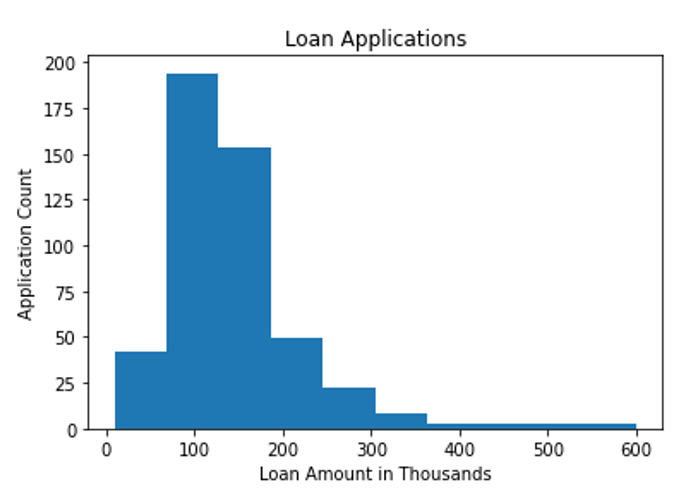 Loan Applications
200
175
150
125
100
75
50
25
0
Application Count
0 100 200 300 400 500 600
Loan Amount in Thousands